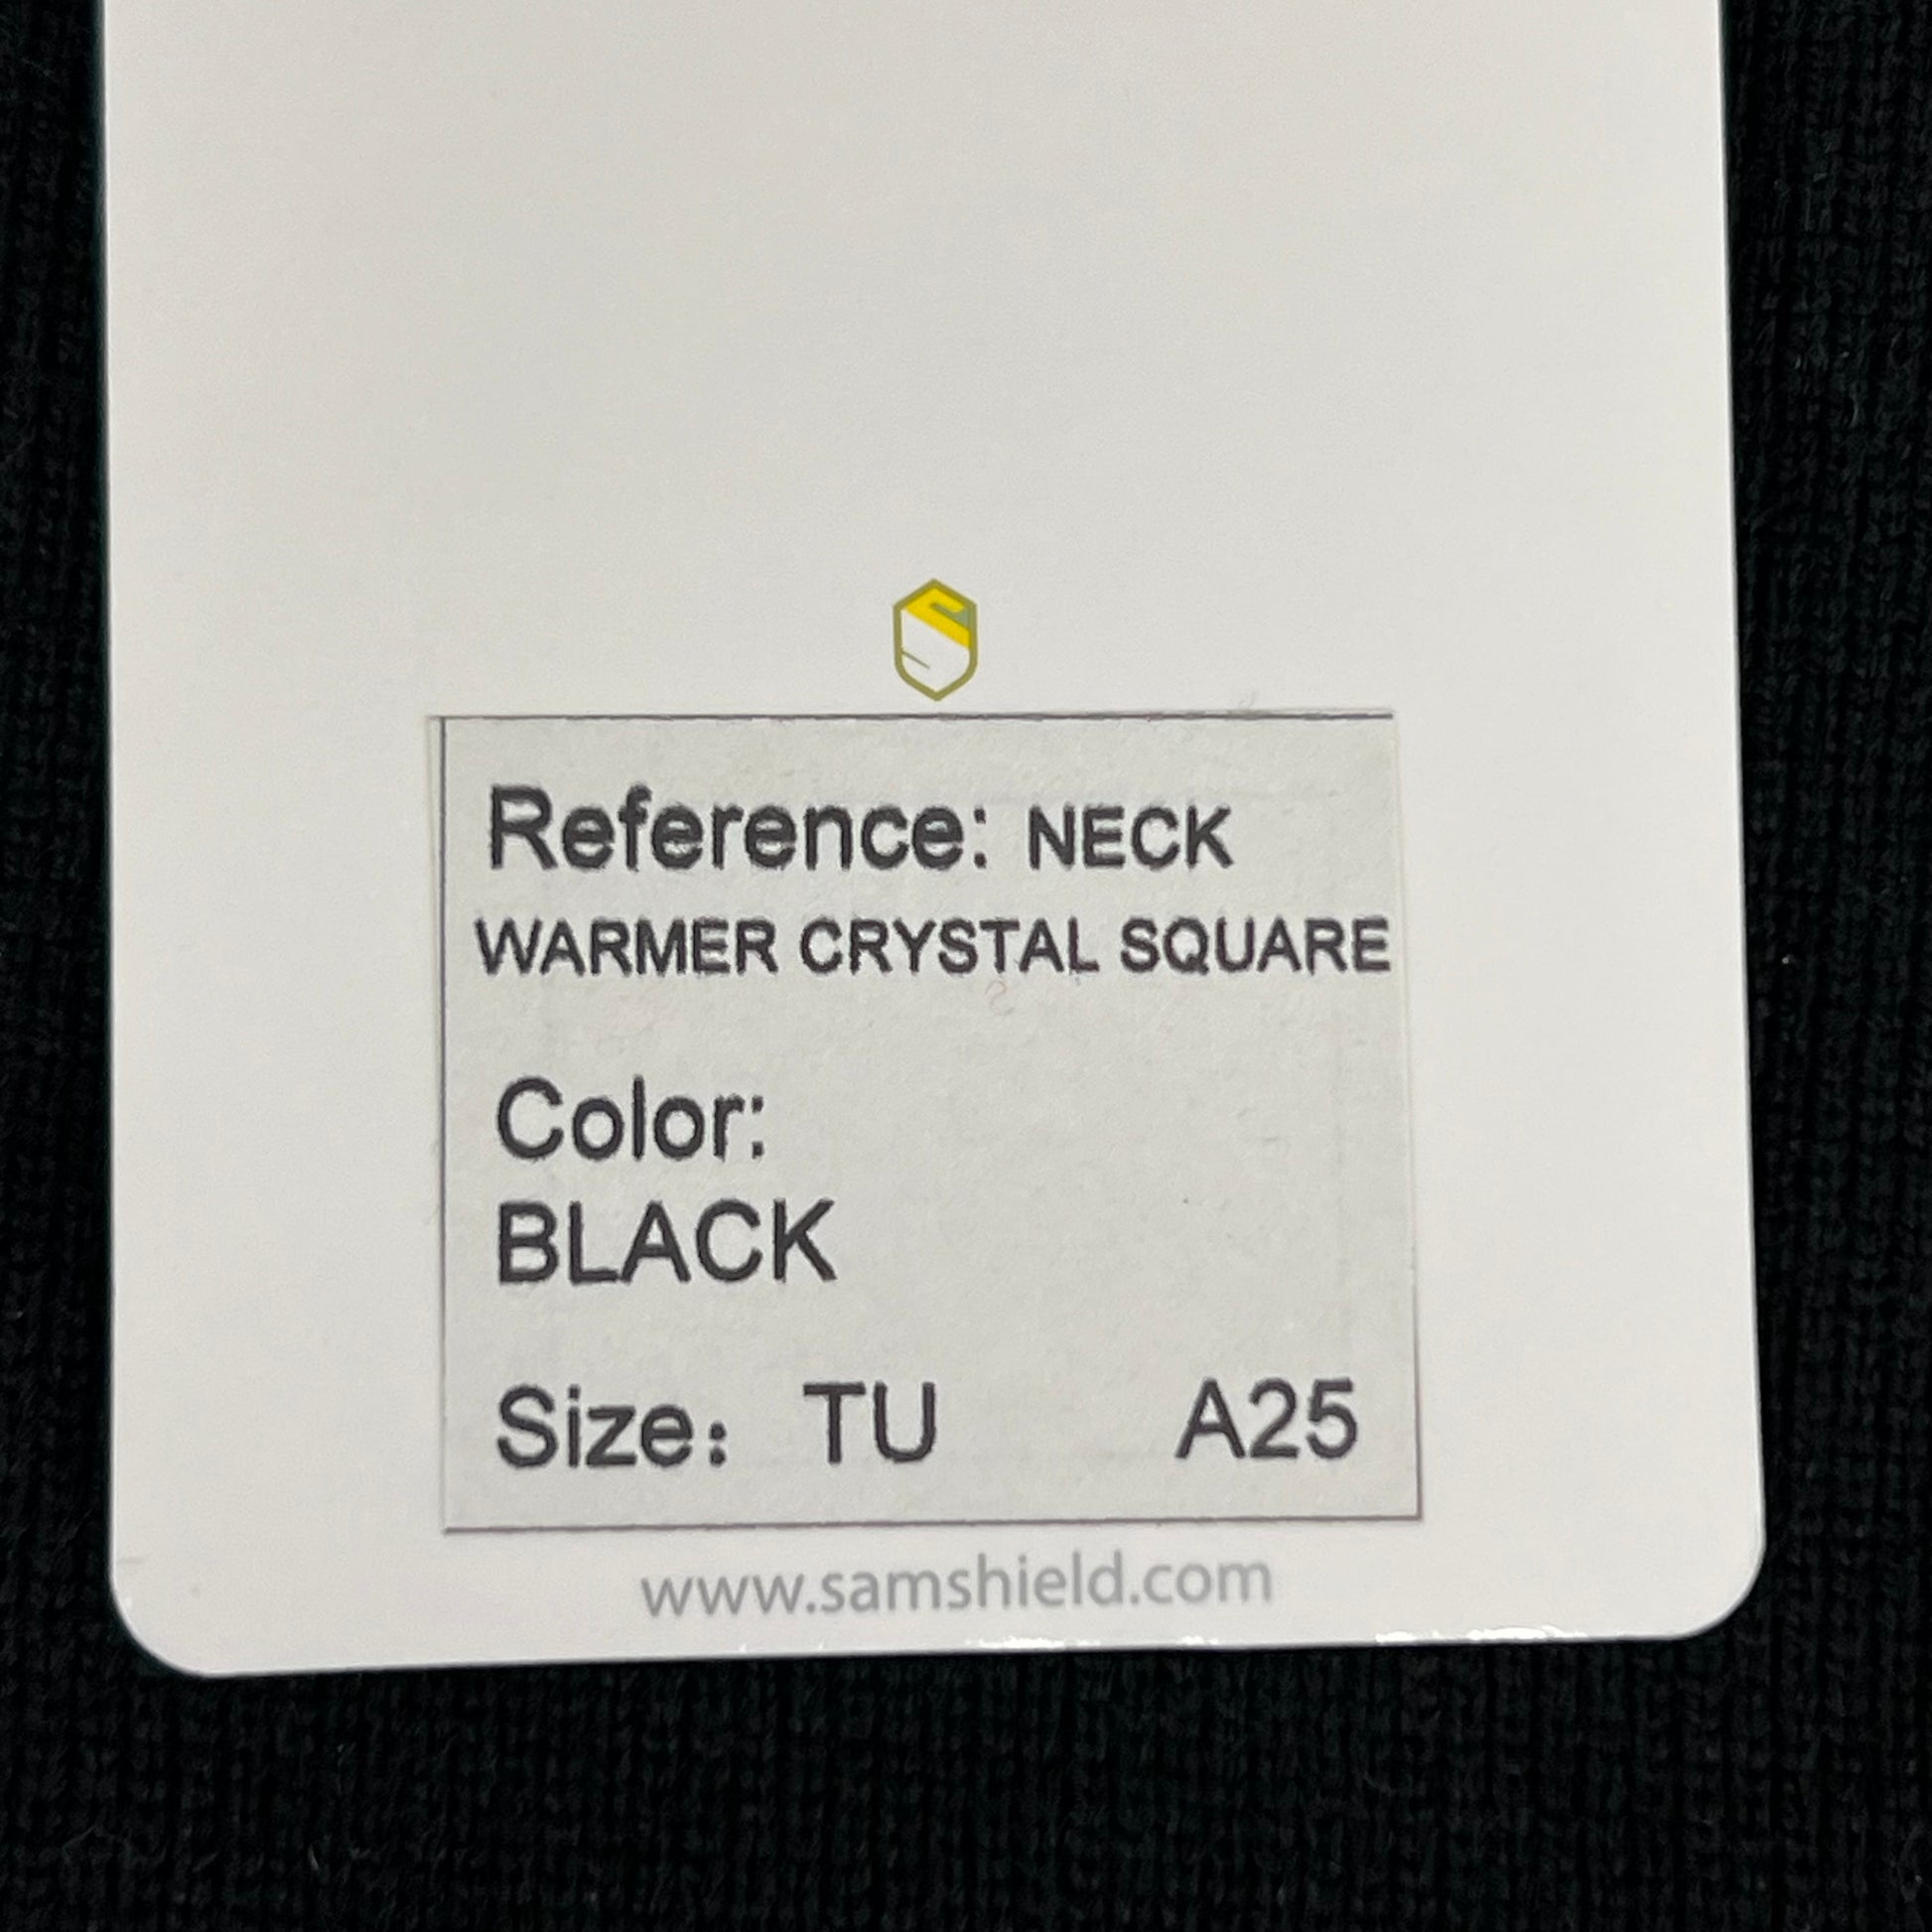 Reference: NECK
WARMER CRYSTAL SQUARE
Color:
BLACK
Size: TU A25
www.samshield.com